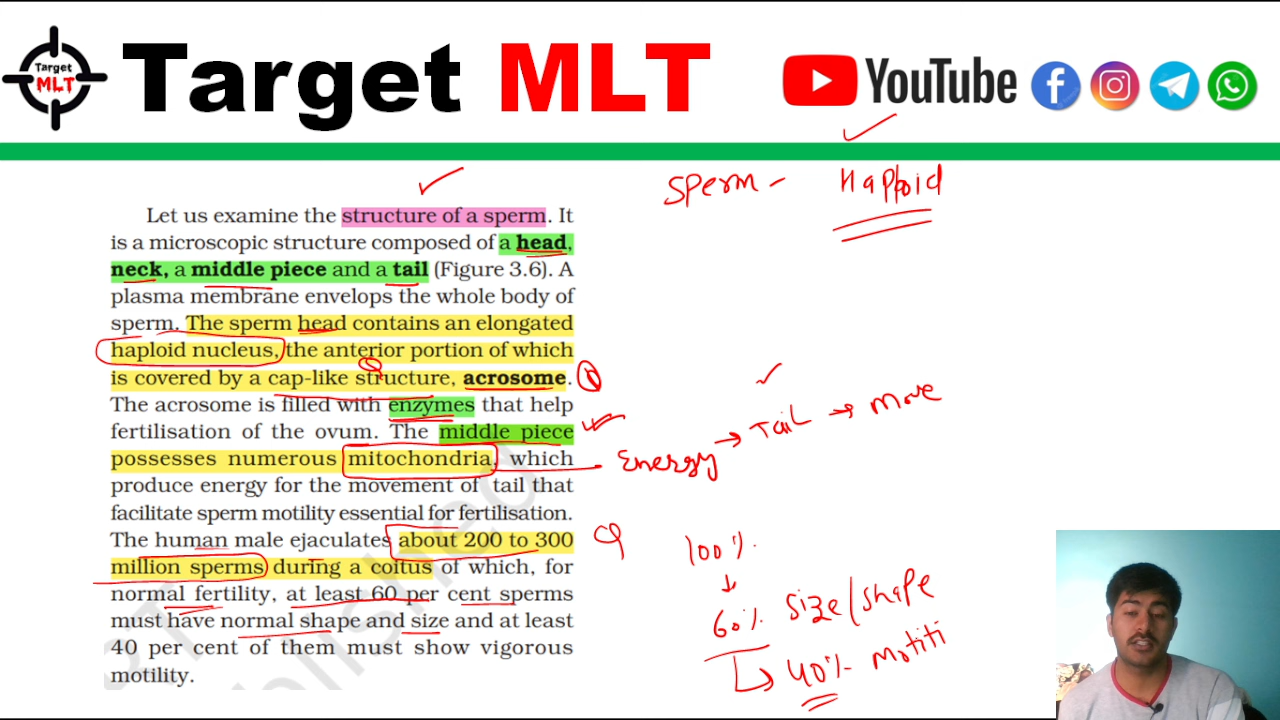 Target MLT
Target MLT
YouTube
Sperm - Haploid
Let us examine the structure of a sperm. It
is a microscopic structure composed of a head,
neck, a middle piece and a tail (Figure 3.6). A
plasma membrane envelops the whole body of
sperm. The sperm head contains an elongated
haploid nucleus, the anterior portion of which
is covered by a cap-like structure, acrosome.
The acrosome is filled with enzymes that help
fertilisation of the ovum. The middle piece
possesses numerous mitochondria, which
produce energy for the movement of tail that
facilitate sperm motility essential for fertilisation.
The human male ejaculates about 200 to 300
million sperms during a coitus of which, for
normal fertility, at least 60 per cent sperms
must have normal shape and size and at least
40 per cent of them must show vigorous
motility.
Energy → Tail → Move
100%
60% Size/Shape
40% - Motiti